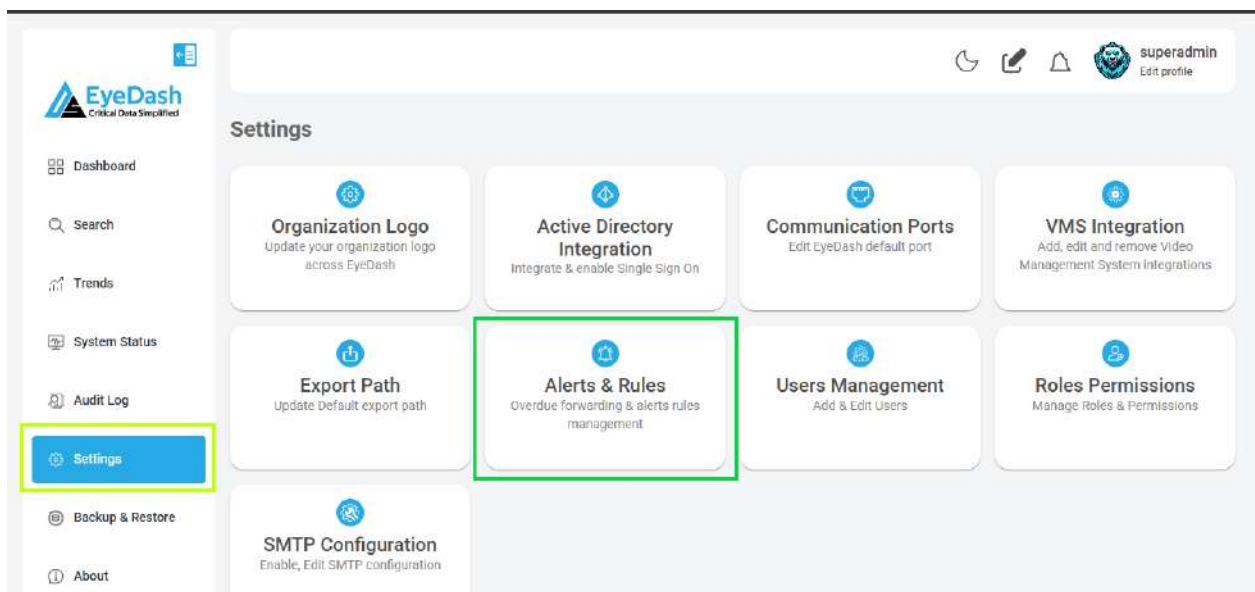 superadmin
Edit profile
EyeDash
Critical Data Simplified
Settings
Dashboard
Search
Trends
System Status
Audit Log
Settings
Backup & Restore
About
Organization Logo
Update your organization logo
across EyeDash
Active Directory
Integration
Integrate & enable Single Sign On
Communication Ports
Edit EyeDash default port
VMS Integration
Add, edit and remove Video
Management System integrations
Export Path
Update Default export path
Alerts & Rules
Overdue forwarding & alerts rules
management
Users Management
Add & Edit Users
Roles Permissions
Manage Roles & Permissions
SMTP Configuration
Enable, Edit SMTP configuration